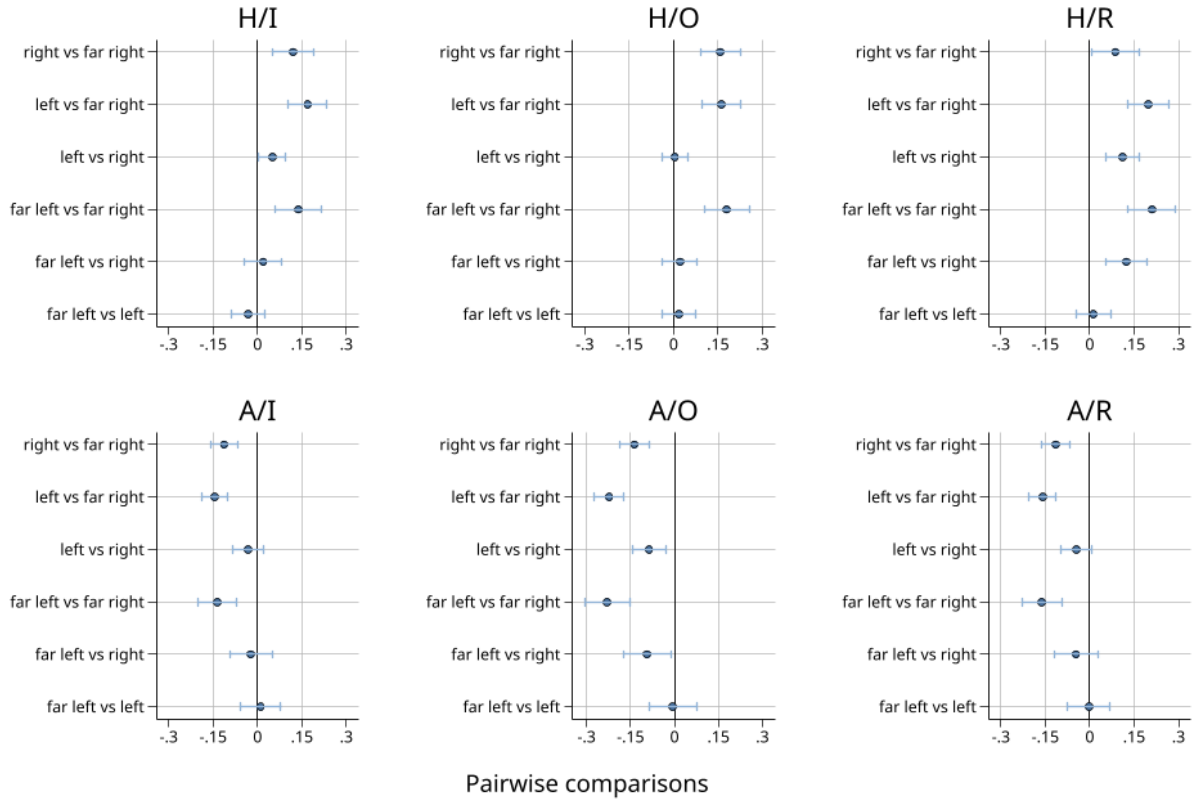 H/I
right vs far right
left vs far right
left vs right
far left vs far right
far left vs right
far left vs left
-.3 -.15 0 .15 .3
H/O
right vs far right
left vs far right
left vs right
far left vs far right
far left vs right
far left vs left
-.3 -.15 0 .15 .3
H/R
right vs far right
left vs far right
left vs right
far left vs far right
far left vs right
far left vs left
-.3 -.15 0 .15 .3
A/I
right vs far right
left vs far right
left vs right
far left vs far right
far left vs right
far left vs left
-.3 -.15 0 .15 .3
A/O
right vs far right
left vs far right
left vs right
far left vs far right
far left vs right
far left vs left
-.3 -.15 0 .15 .3
A/R
right vs far right
left vs far right
left vs right
far left vs far right
far left vs right
far left vs left
-.3 -.15 0 .15 .3
Pairwise comparisons